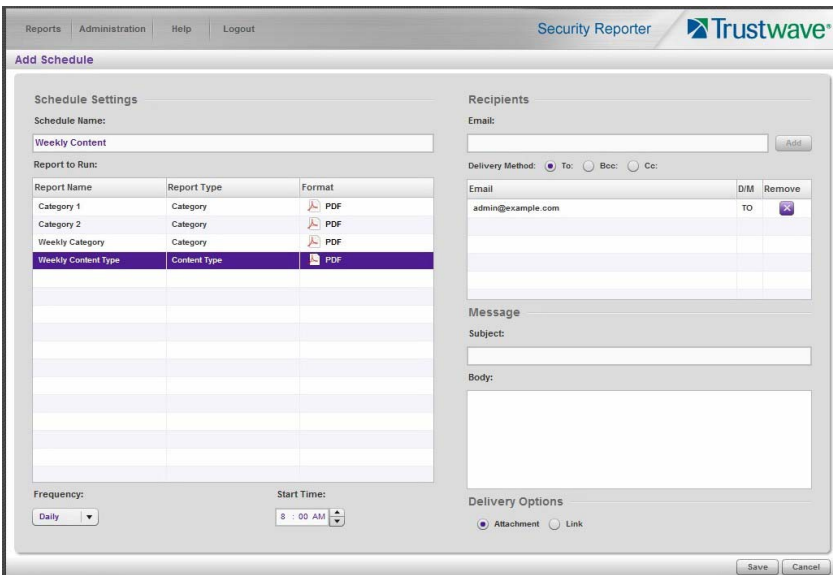 Reports Administration Help Logout Security Reporter Trustwave®
Add Schedule
Schedule Settings
Schedule Name:
Weekly Content
Report to Run:
Report Name Report Type Format
Category 1 Category PDF
Category 2 Category PDF
Weekly Category Category PDF
Weekly Content Type Content Type PDF
Frequency: Start Time:
Daily 8 : 00 AM
Recipients
Email:
Add
Delivery Method: To: Bcc: Cc:
Email D/M Remove
admin@example.com TO
Message
Subject:
Body:
Delivery Options
Attachment Link
Save Cancel